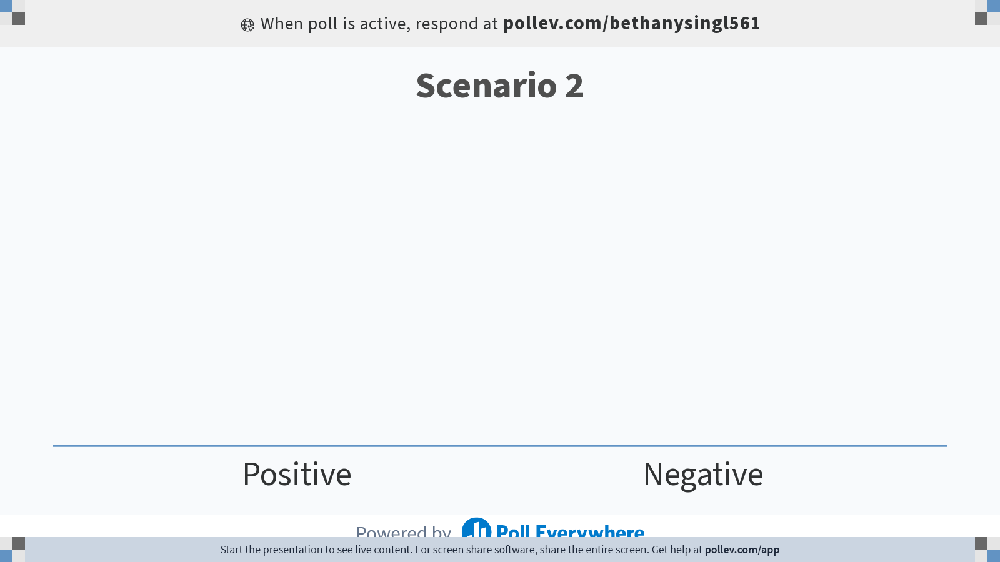 When poll is active, respond at pollev.com/bethanysingl561
Scenario 2
Positive Negative
Powered by Poll Everywhere
Start the presentation to see live content. For screen share software, share the entire screen. Get help at pollev.com/app